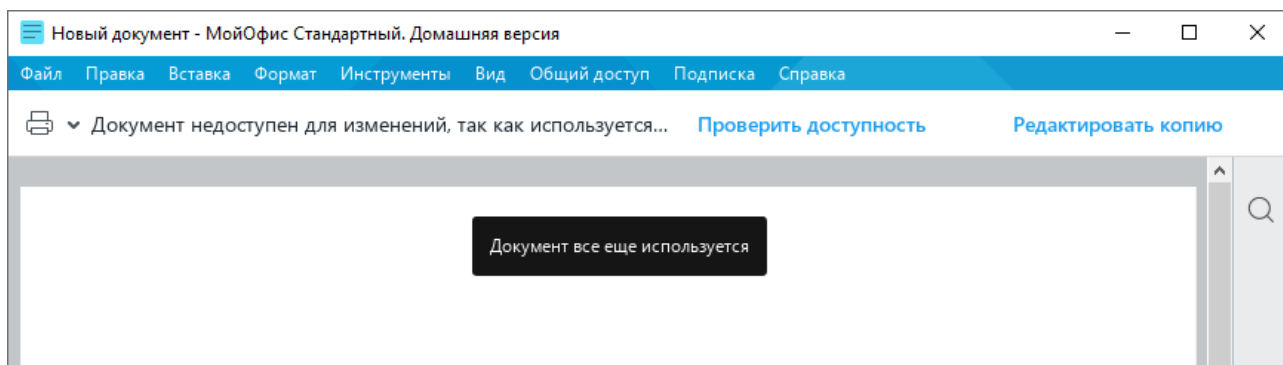 Новый документ - МойОфис Стандартный. Домашняя версия
Файл Правка Вставка Формат Инструменты Вид Общий доступ Подписка Справка
Документ недоступен для изменений, так как используется... Проверить доступность Редактировать копию
Документ все еще используется